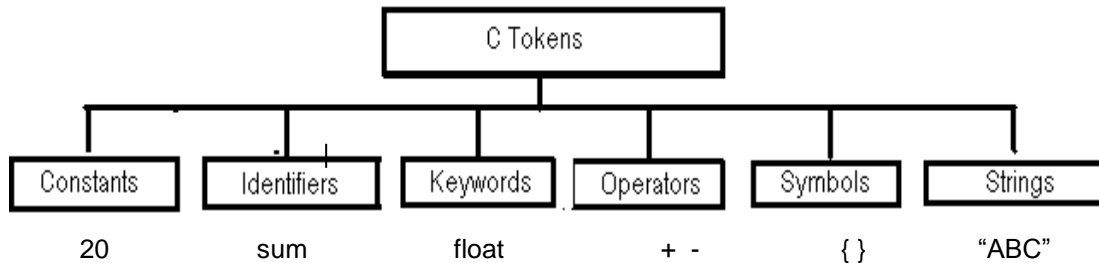 C Tokens
Constants Identifiers Keywords Operators Symbols Strings
20 sum float + - { } “ABC”